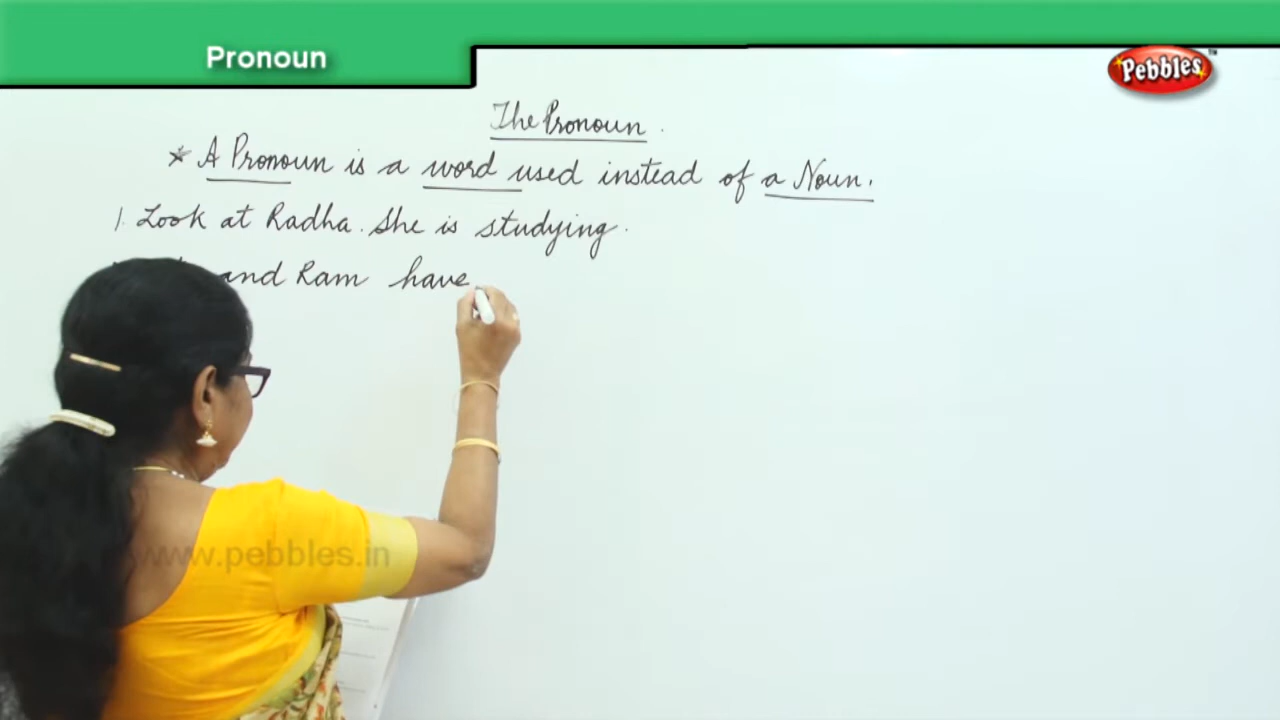 Pronoun
Pebbles
The Pronoun.
* A Pronoun is a word used instead of a Noun.
1. Look at Radha. She is studying.
and Ram have
www.pebbles.in